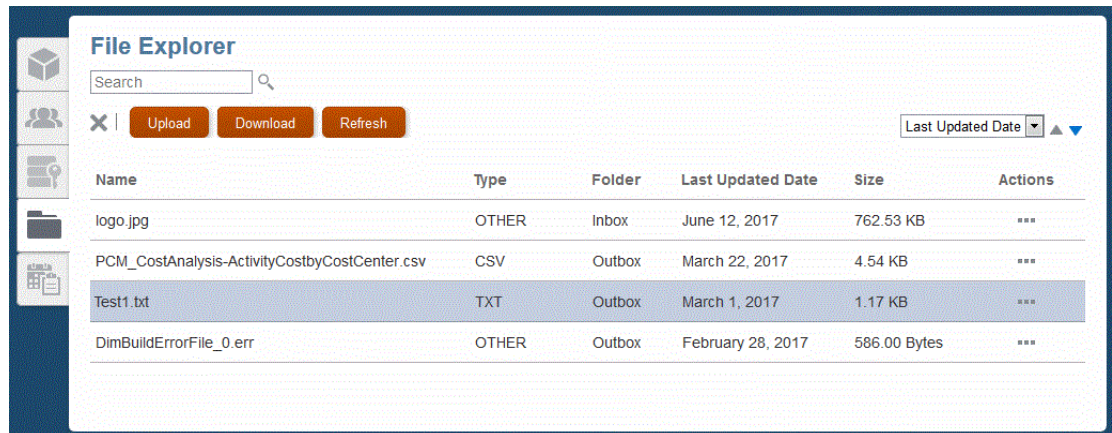 File Explorer
Search
Upload Download Refresh Last Updated Date
Name Type Folder Last Updated Date Size Actions
logo.jpg OTHER Inbox June 12, 2017 762.53 KB
PCM_CostAnalysis-ActivityCostbyCostCenter.csv CSV Outbox March 22, 2017 4.54 KB
Test1.txt TXT Outbox March 1, 2017 1.17 KB
DimBuildErrorFile_0.err OTHER Outbox February 28, 2017 586.00 Bytes